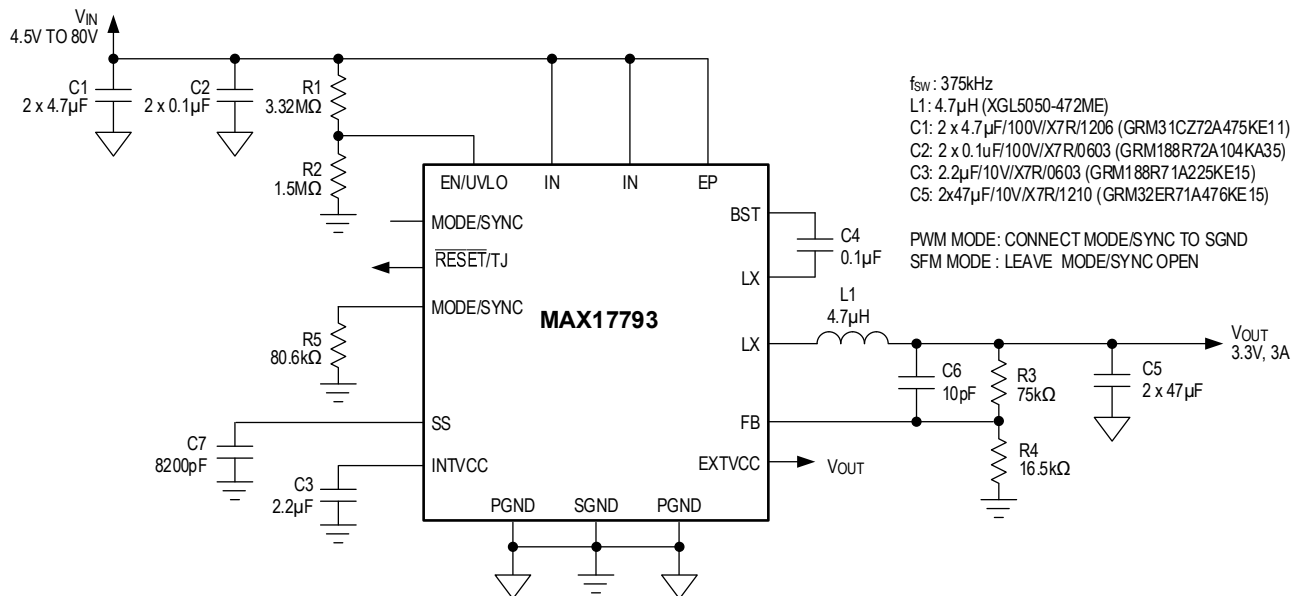 VIN
4.5V TO 80V
C1
2 x 4.7µF
C2
2 x 0.1µF
R1
3.32MΩ
R2
1.5MΩ
EN/UVLO
IN
IN
EP
MODE/SYNC
RESET/TJ
MODE/SYNC
R5
80.6kΩ
SS
C7
8200pF
INTVCC
C3
2.2µF
PGND
SGND
PGND
MAX17793
BST
C4
0.1µF
LX
L1
4.7µH
LX
VOUT
3.3V, 3A
C6
10pF
R3
75kΩ
C5
2 x 47µF
FB
R4
16.5kΩ
EXTVCC
VOUT
fSW : 375kHz
L1: 4.7µH (XGL5050-472ME)
C1: 2 x 4.7µF/100V/X7R/1206 (GRM31CZ72A475KE11)
C2: 2 x 0.1uF/100V/X7R/0603 (GRM188R72A104KA35)
C3: 2.2µF/10V/X7R/0603 (GRM188R71A225KE15)
C5: 2x47µF/10V/X7R/1210 (GRM32ER71A476KE15)
PWM MODE: CONNECT MODE/SYNC TO SGND
SFM MODE : LEAVE MODE/SYNC OPEN